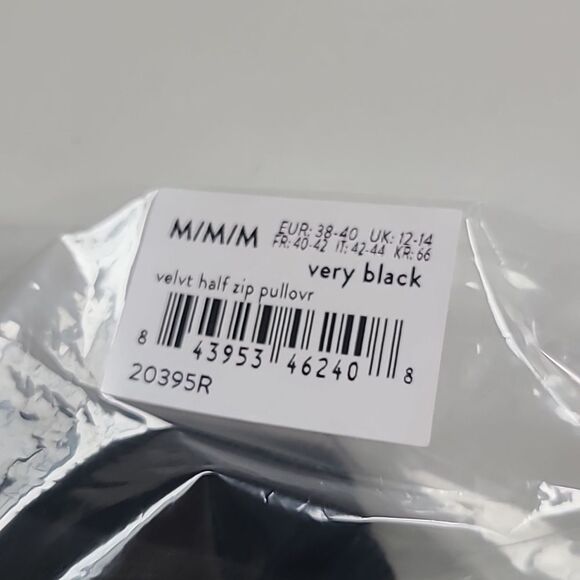 M/M/M EUR: 38-40 UK: 12-14
FR: 40-42 IT: 42-44 KR: 66
very black
velvt half zip pullovr
8 43953 46240 8
20395R